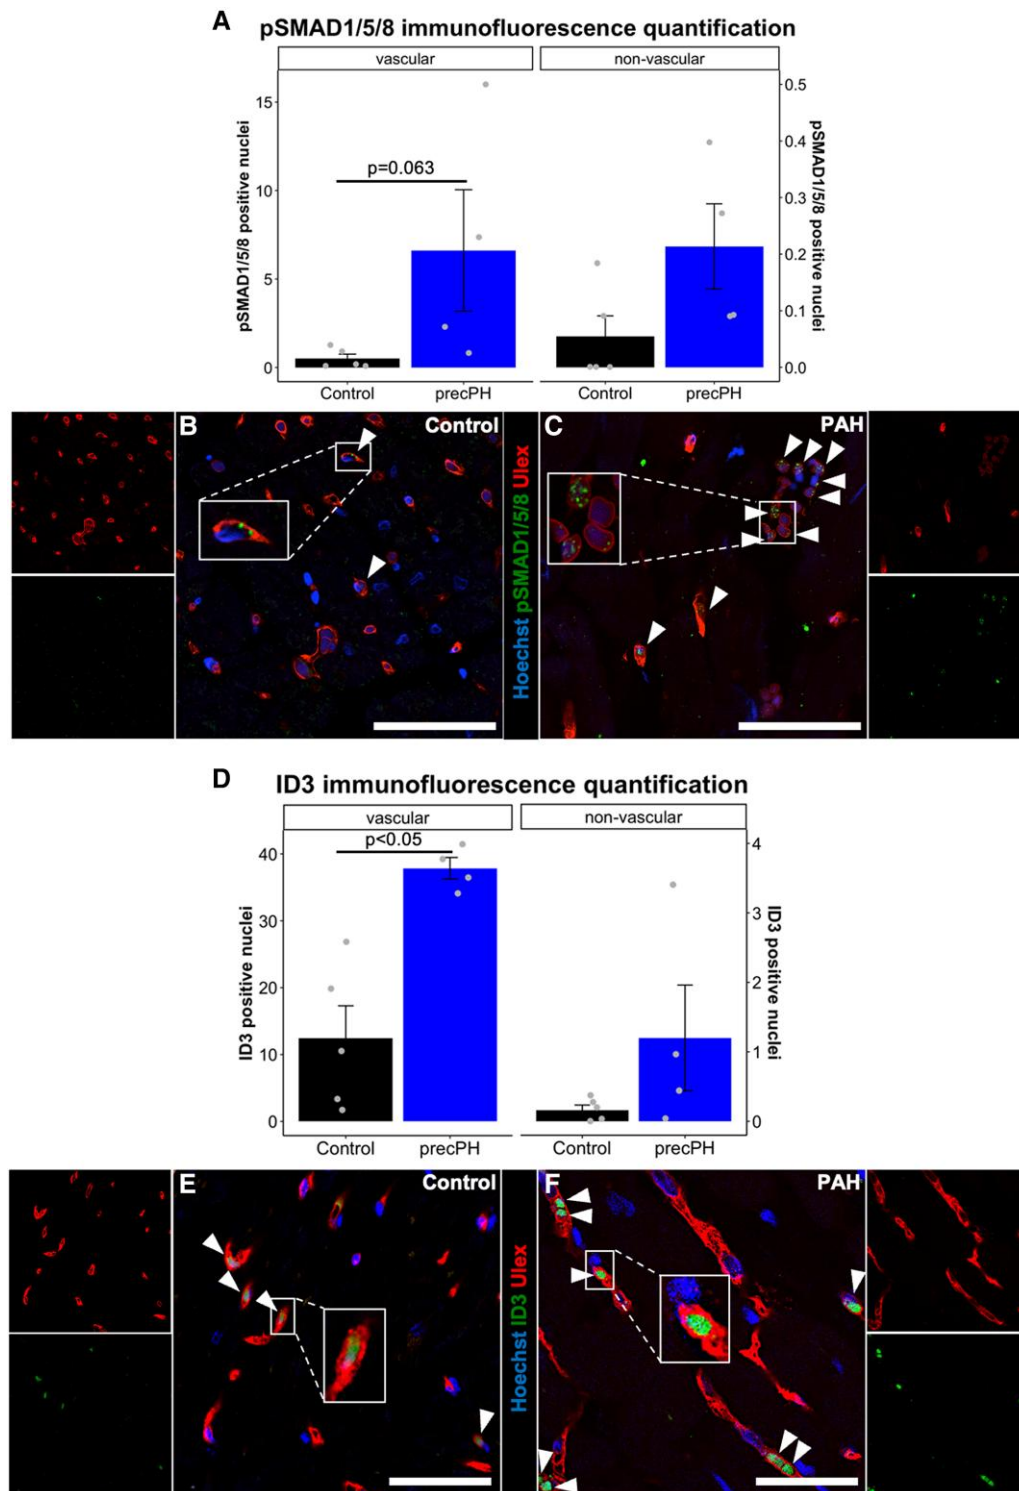 A
pSMAD1/5/8 immunofluorescence quantification
vascular
non-vascular
pSMAD1/5/8 positive nuclei
15
10
5
0
p=0.063
0.5
0.4
0.3
0.2
0.1
0.0
pSMAD1/5/8 positive nuclei
Control
precPH
Control
precPH
B
Control
Hoechst pSMAD1/5/8 Ulex
C
PAH
D
ID3 immunofluorescence quantification
vascular
non-vascular
ID3 positive nuclei
40
30
20
10
0
p<0.05
4
3
2
1
0
ID3 positive nuclei
Control
precPH
Control
precPH
E
Control
Hoechst ID3 Ulex
F
PAH